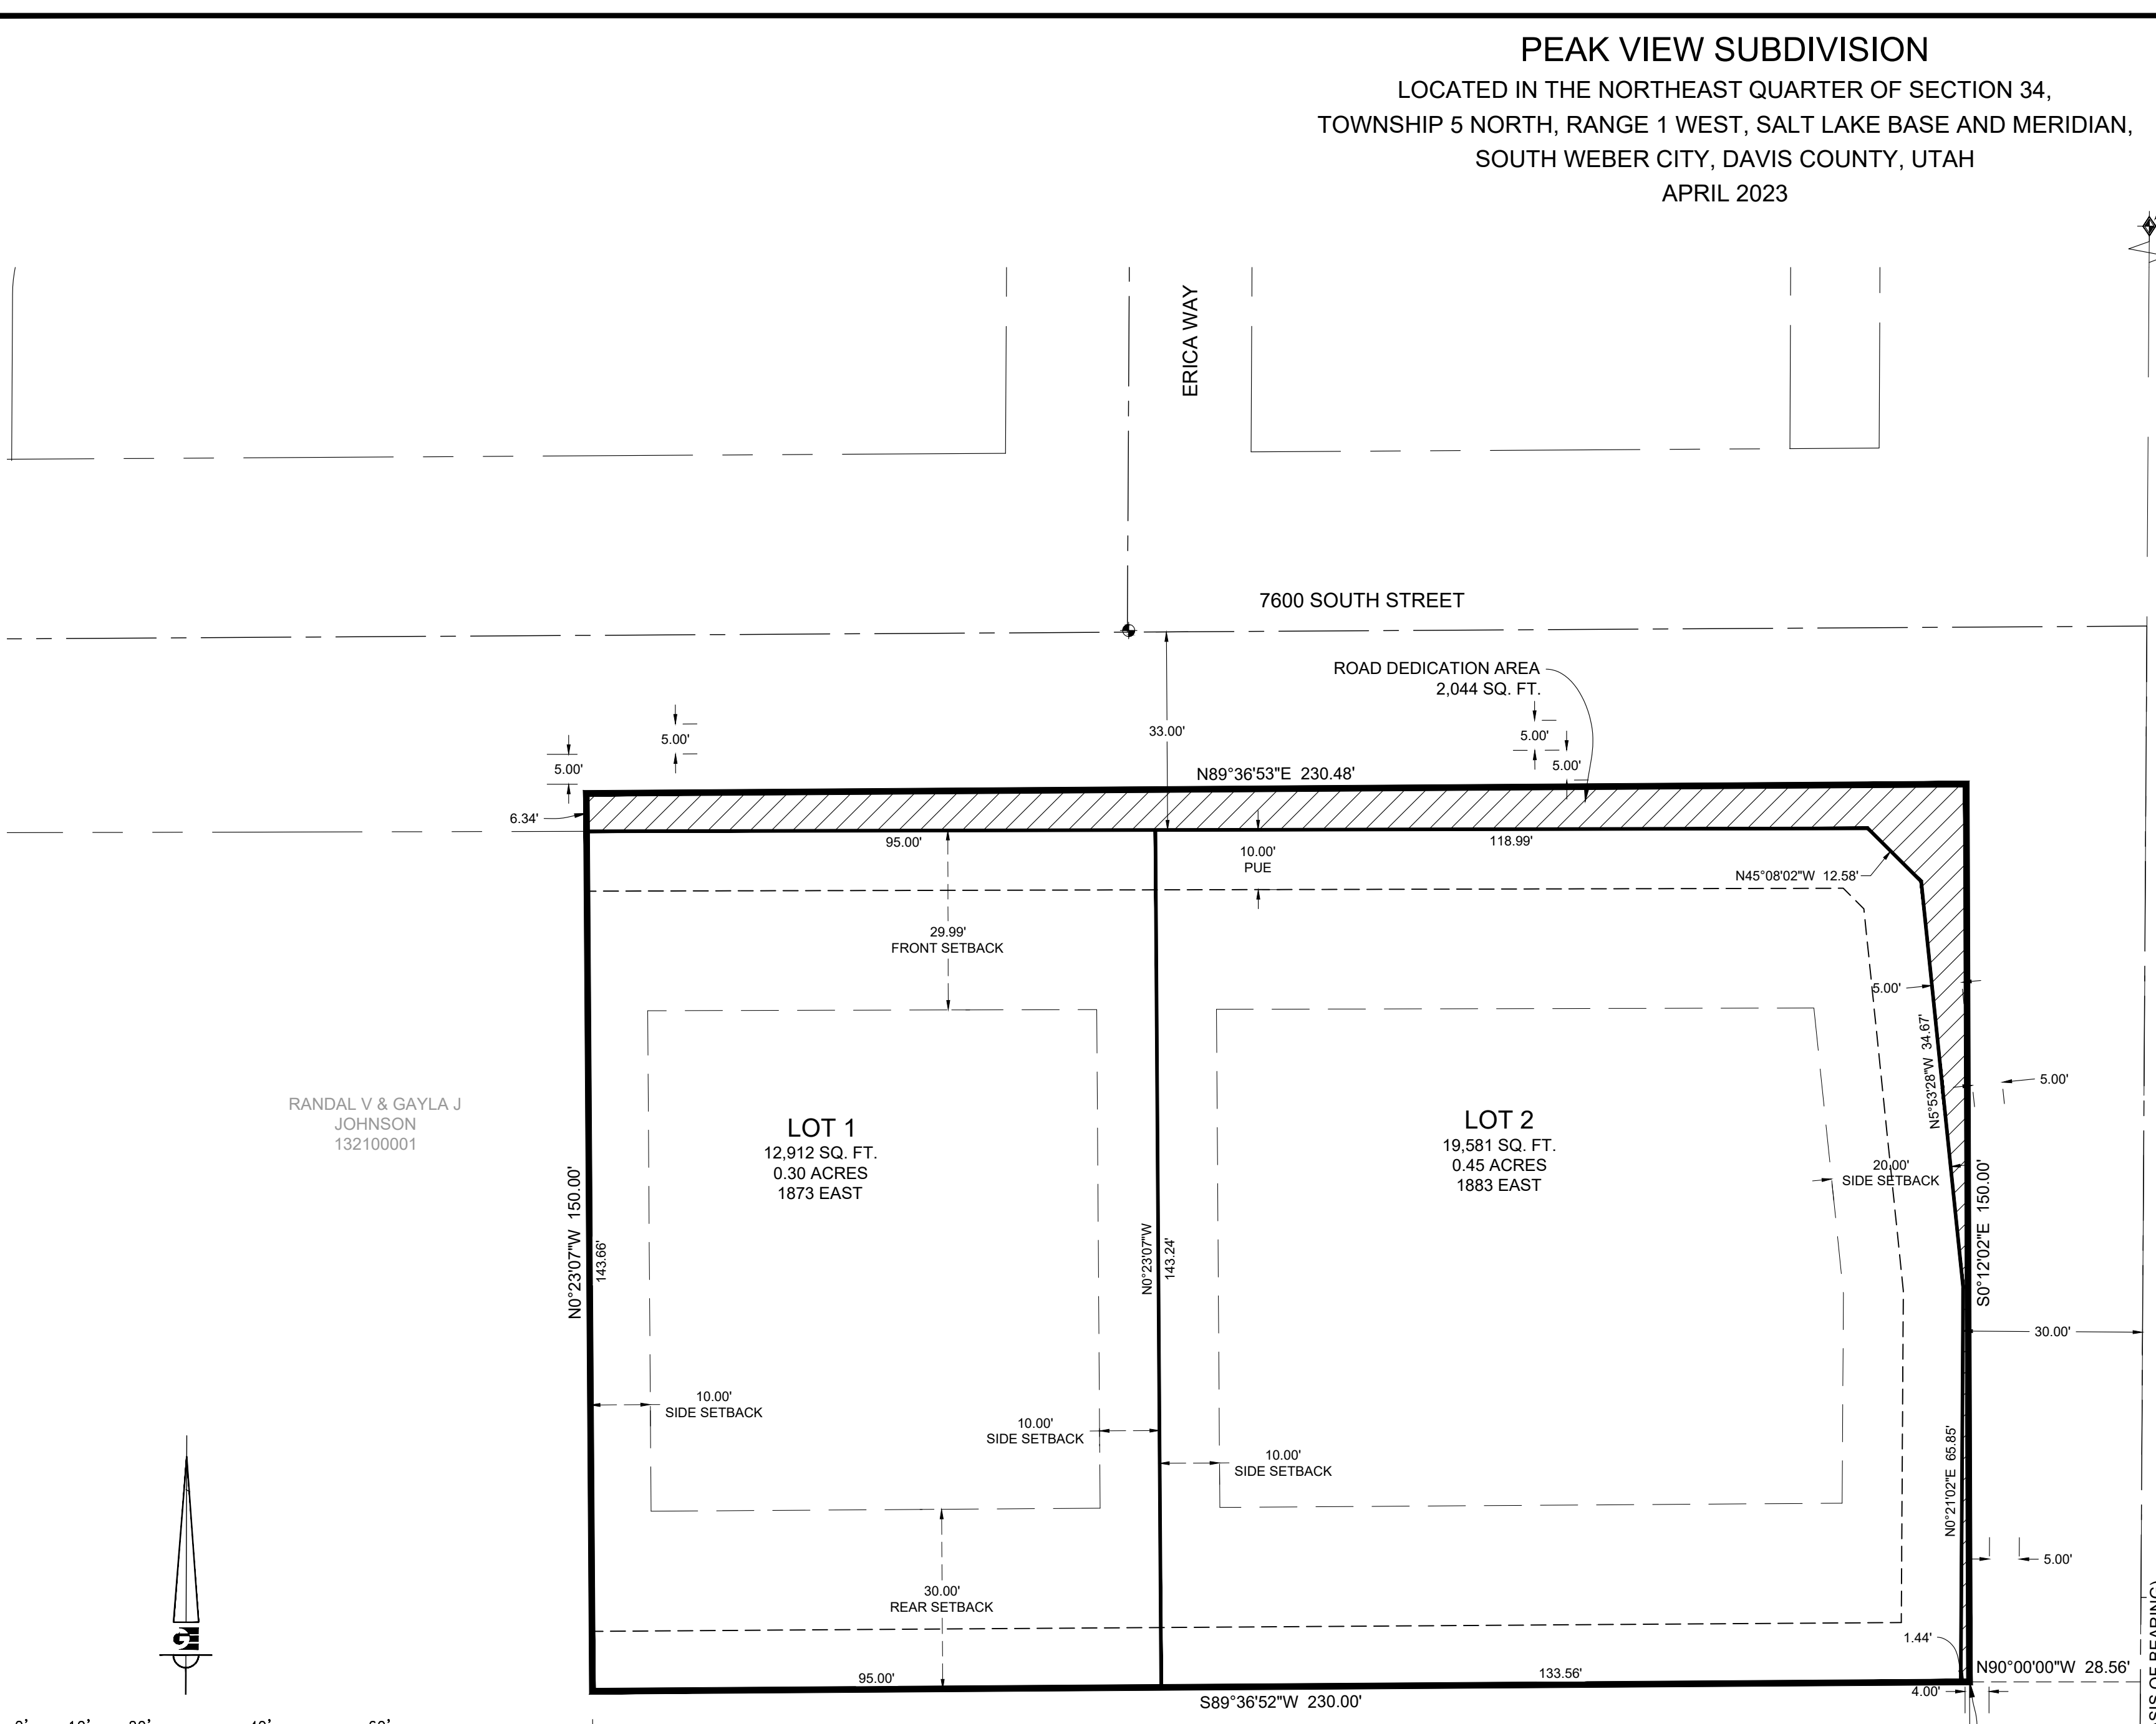 PEAK VIEW SUBDIVISION
LOCATED IN THE NORTHEAST QUARTER OF SECTION 34,
TOWNSHIP 5 NORTH, RANGE 1 WEST, SALT LAKE BASE AND MERIDIAN,
SOUTH WEBER CITY, DAVIS COUNTY, UTAH
APRIL 2023
ERICA WAY
7600 SOUTH STREET
ROAD DEDICATION AREA
2,044 SQ. FT.
33.00'
5.00'
5.00'
5.00'
5.00'
N89°36'53"E 230.48'
6.34'
95.00'
118.99'
10.00'
PUE
N45°08'02"W 12.58'
29.99'
FRONT SETBACK
5.00'
N5°53'28"W 34.67'
5.00'
RANDAL V & GAYLA J
JOHNSON
132100001
LOT 1
12,912 SQ. FT.
0.30 ACRES
1873 EAST
LOT 2
19,581 SQ. FT.
0.45 ACRES
1883 EAST
20.00'
SIDE SETBACK
N0°23'07"W 150.00'
143.66'
N0°23'07"W
143.24'
S0°12'02"E 150.00'
30.00'
10.00'
SIDE SETBACK
10.00'
SIDE SETBACK
10.00'
SIDE SETBACK
N0°21'02"E 65.85'
5.00'
30.00'
REAR SETBACK
1.44'
N90°00'00"W 28.56'
95.00'
133.56'
4.00'
S89°36'52"W 230.00'
G